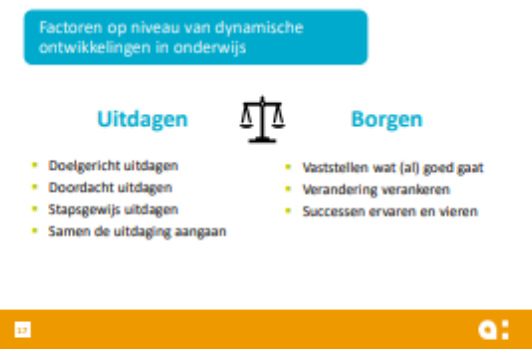 Factoren op niveau van dynamische
ontwikkelingen in onderwijs
Uitdagen
Borgen
Doelgericht uitdagen
Doordacht uitdagen
Stapsgewijs uitdagen
Samen de uitdaging aangaan
Vaststellen wat (al) goed gaat
Verandering verankeren
Successen ervaren en vieren
17
a: